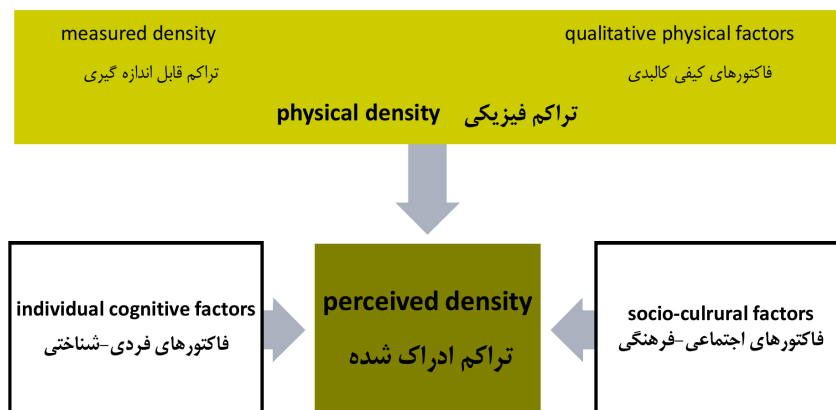 measured density
qualitative physical factors
تراکم قابل اندازه گیری
فاکتورهای کیفی کالبدی
physical density تراکم فیزیکی
individual cognitive factors
فاکتورهای فردی-شناختی
perceived density
تراکم ادراک شده
socio-culrural factors
فاکتورهای اجتماعی-فرهنگی